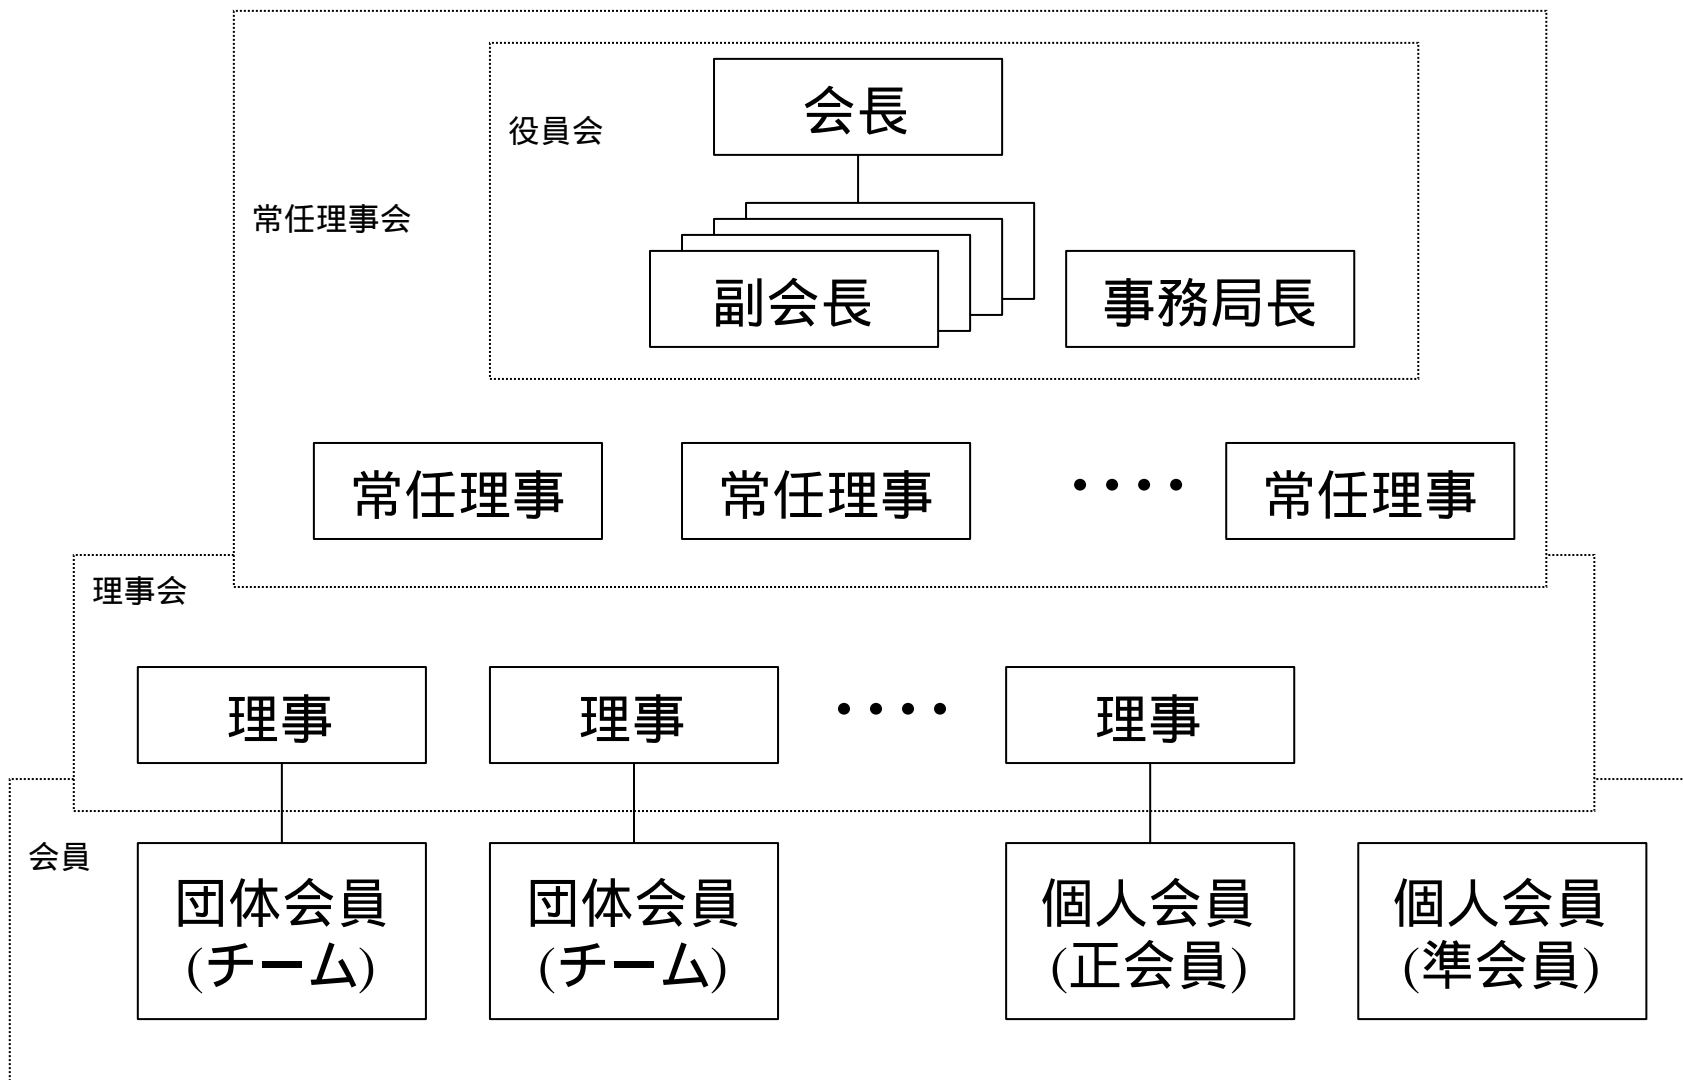 会長
役員会
常任理事会
副会長
事務局長
常任理事
常任理事
・・・・
常任理事
理事会
理事
理事
・・・・
理事
会員
団体会員
(チーム)
団体会員
(チーム)
個人会員
(正会員)
個人会員
(準会員)